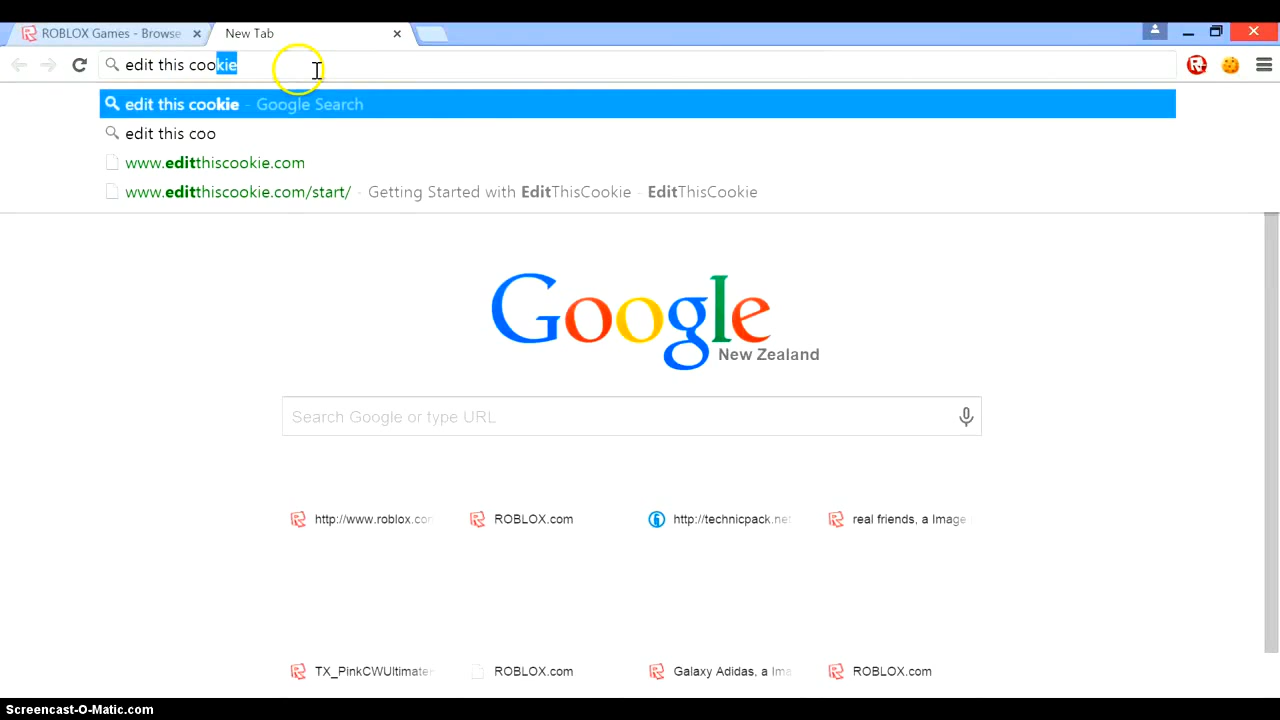 ROBLOX Games - Browse
New Tab
edit this cookie
edit this cookie - Google Search
edit this coo
www.editthiscookie.com
www.editthiscookie.com/start/ - Getting Started with EditThisCookie - EditThisCookie
Google
New Zealand
Search Google or type URL
http://www.roblox.com
ROBLOX.com
http://technicpack.net
real friends, a Image
TX_PinkCWUltimate
ROBLOX.com
Galaxy Adidas, a Ima
ROBLOX.com
Screencast-O-Matic.com